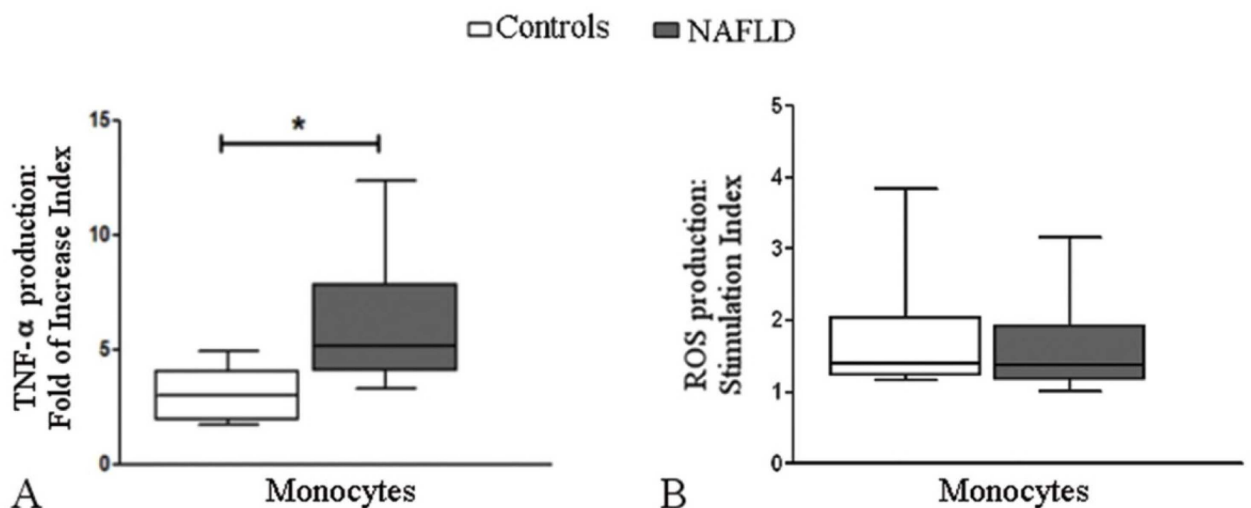 Controls NAFLD
TNF-α production:
Fold of Increase Index
15
*
10
5
0
Monocytes
A
ROS production:
Stimulation Index
5
4
3
2
1
0
Monocytes
B